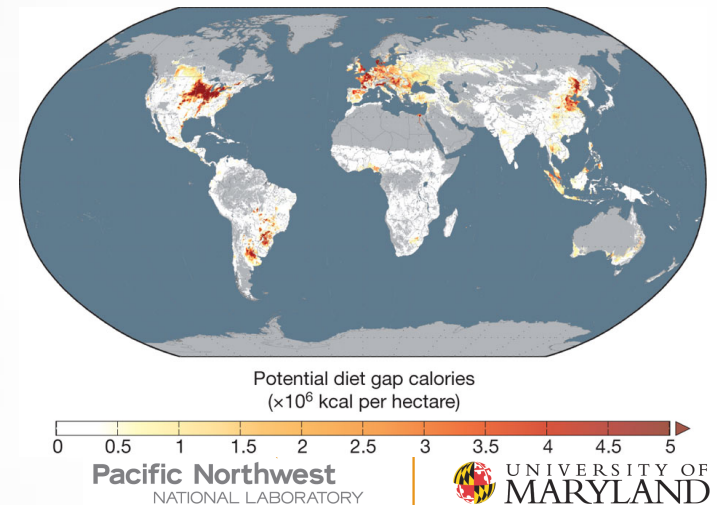 Potential diet gap calories
(×10⁶ kcal per hectare)
0 0.5 1 1.5 2 2.5 3 3.5 4 4.5 5
Pacific Northwest
NATIONAL LABORATORY
UNIVERSITY OF
MARYLAND